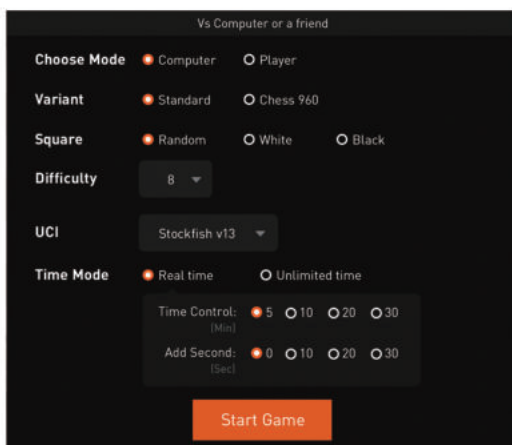 Vs Computer or a friend
Choose Mode Computer Player
Variant Standard Chess 960
Square Random White Black
Difficulty 8
UCI Stockfish v13
Time Mode Real time Unlimited time
Time Control: 5 10 20 30
(Min)
Add Second: 0 10 20 30
(Sec)
Start Game